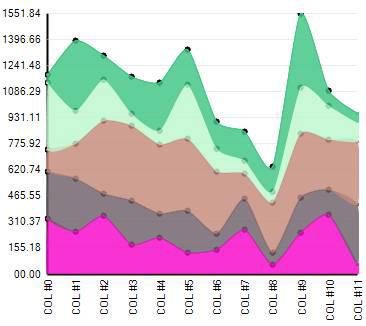 1551.84
1396.66
1241.48
1086.29
931.11
775.92
620.74
465.55
310.37
155.18
00.00
COL #0
COL #1
COL #2
COL #3
COL #4
COL #5
COL #6
COL #7
COL #8
COL #9
COL #10
COL #11